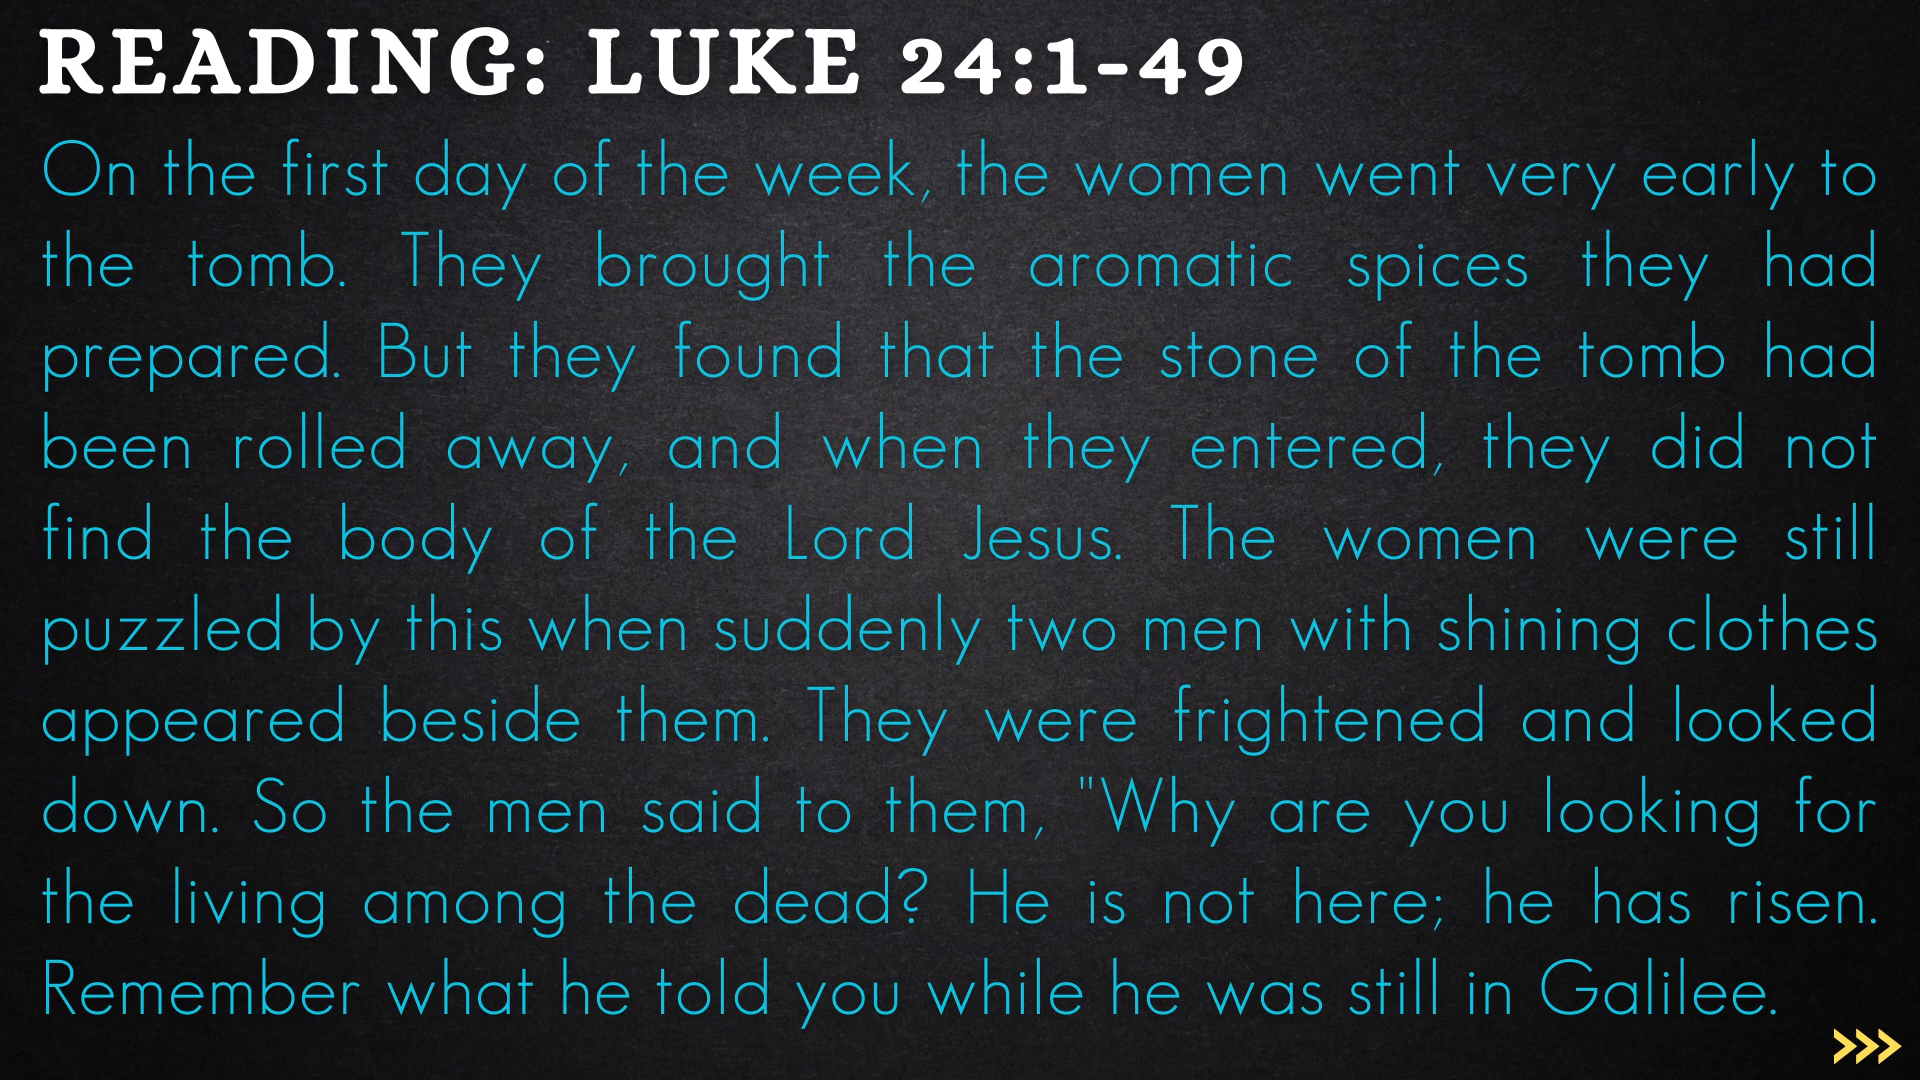 READING: LUKE 24:1-49
On the first day of the week, the women went very early to
the tomb. They brought the aromatic spices they had
prepared. But they found that the stone of the tomb had
been rolled away, and when they entered, they did not
find the body of the Lord Jesus. The women were still
puzzled by this when suddenly two men with shining clothes
appeared beside them. They were frightened and looked
down. So the men said to them, "Why are you looking for
the living among the dead? He is not here; he has risen.
Remember what he told you while he was still in Galilee.
>>>